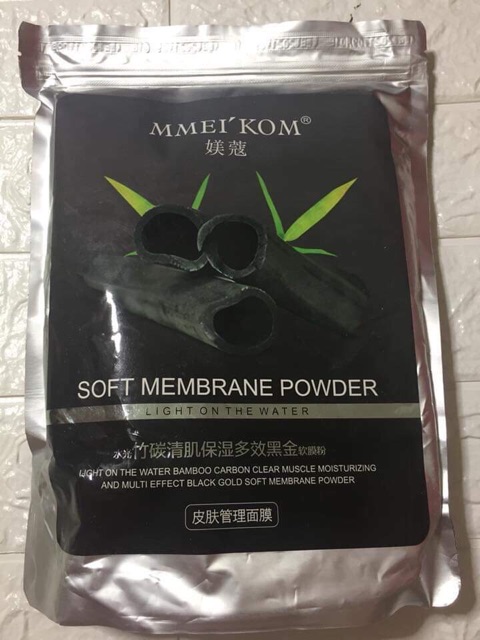 MMEI'KOM®
媄蔻
SOFT MEMBRANE POWDER
LIGHT ON THE WATER
水光竹碳清肌保湿多效黑金软膜粉
LIGHT ON THE WATER BAMBOO CARBON CLEAR MUSCLE MOISTURIZING
AND MULTI EFFECT BLACK GOLD SOFT MEMBRANE POWDER
皮肤管理面膜